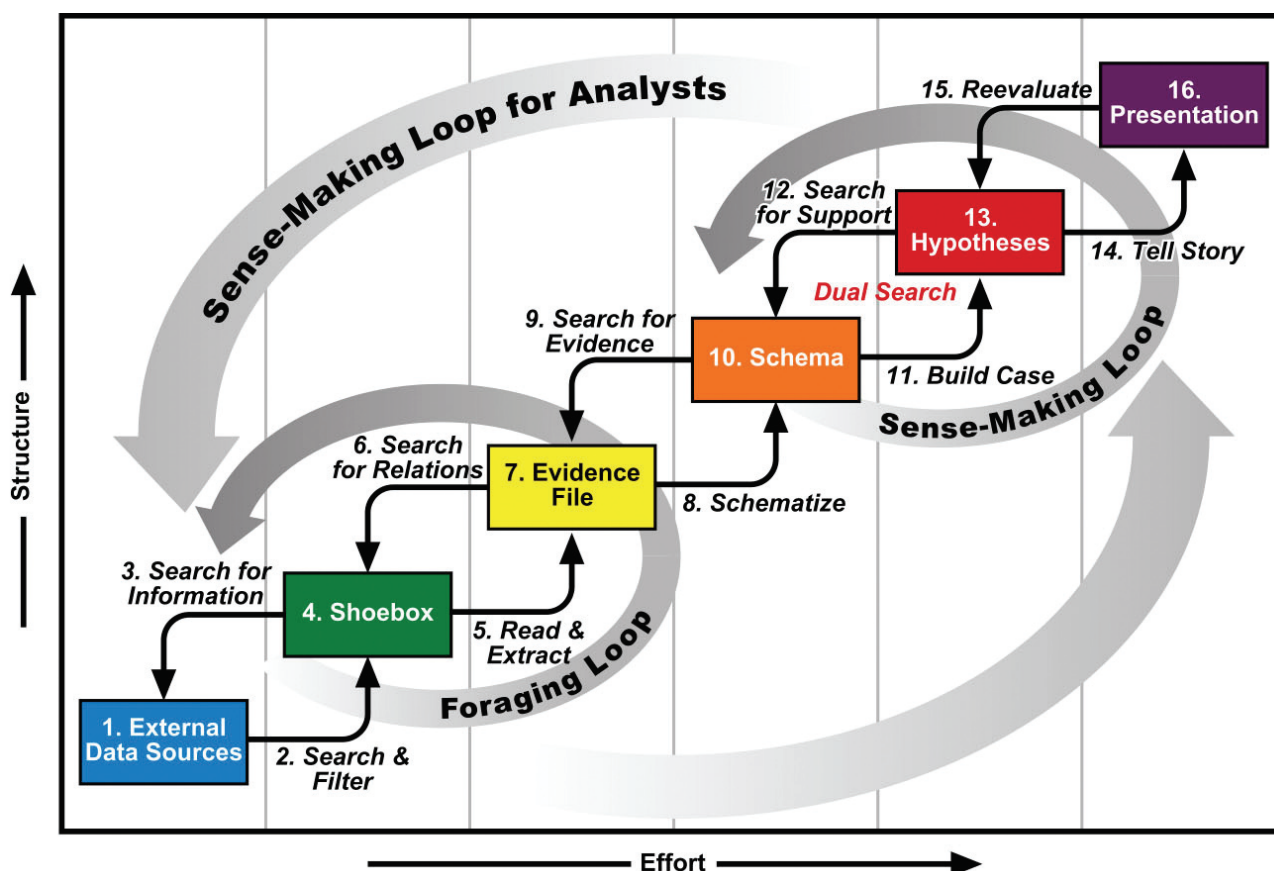 Sense-Making Loop for Analysts
15. Reevaluate
16.
Presentation
12. Search
for Support
13.
Hypotheses
14. Tell Story
Dual Search
9. Search for
Evidence
10. Schema
11. Build Case
Sense-Making Loop
6. Search
for Relations
7. Evidence
File
8. Schematize
3. Search for
Information
4. Shoebox
5. Read &
Extract
Foraging Loop
1. External
Data Sources
2. Search &
Filter
Structure
Effort